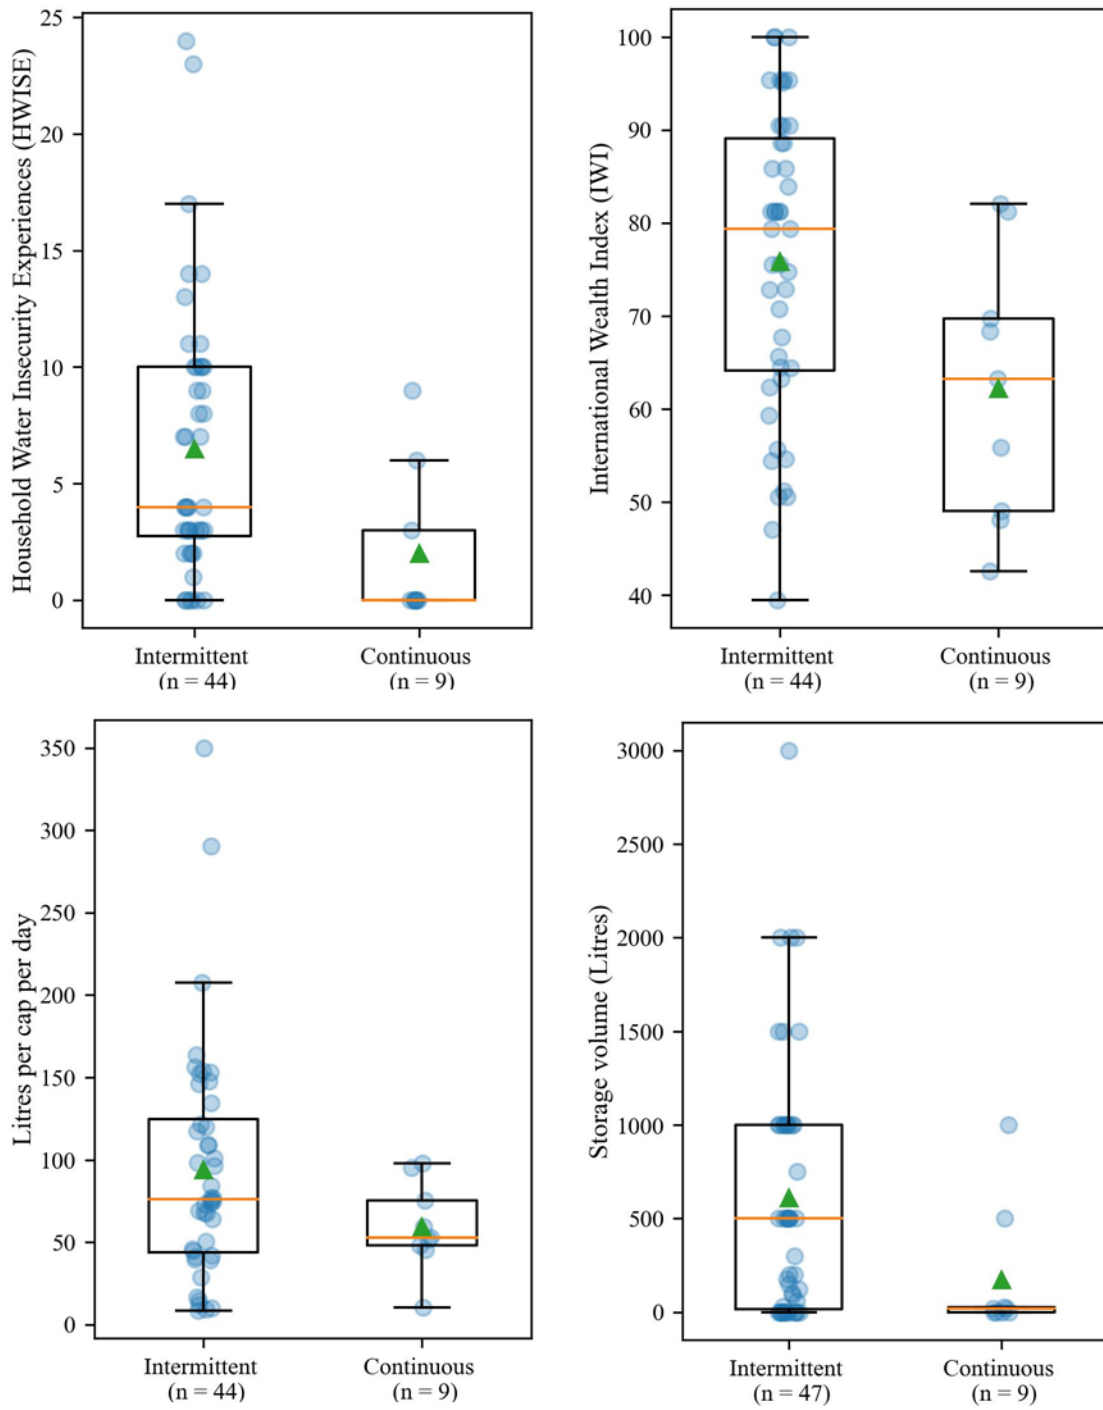 Household Water Insecurity Experiences (HWISE)
25
20
15
10
5
0
Intermittent
(n = 44)
Continuous
(n = 9)
International Wealth Index (IWI)
100
90
80
70
60
50
40
Intermittent
(n = 44)
Continuous
(n = 9)
Litres per cap per day
350
300
250
200
150
100
50
0
Intermittent
(n = 44)
Continuous
(n = 9)
Storage volume (Litres)
3000
2500
2000
1500
1000
500
0
Intermittent
(n = 47)
Continuous
(n = 9)